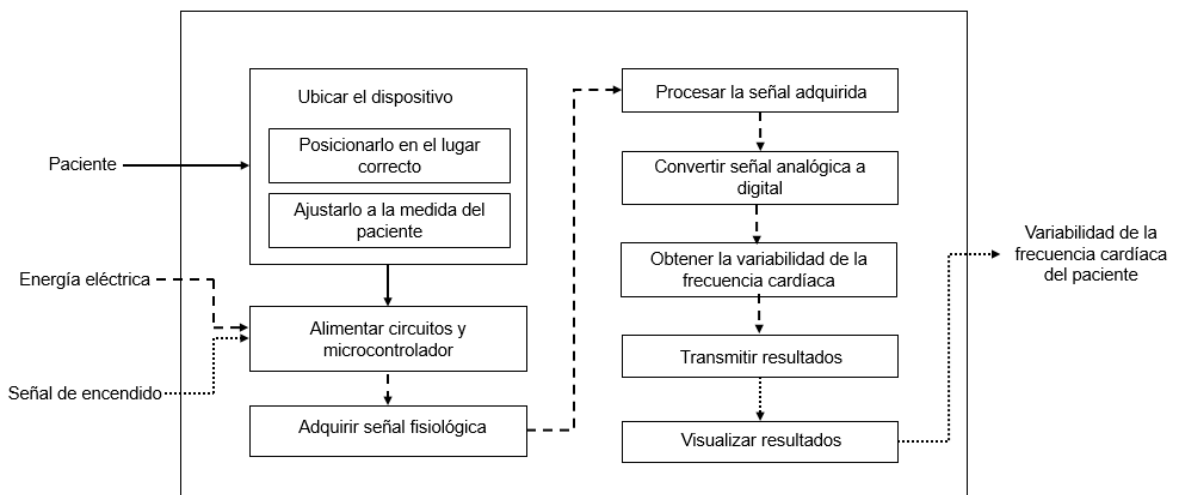 Paciente
Energía eléctrica
Señal de encendido
Ubicar el dispositivo
Posicionarlo en el lugar
correcto
Ajustarlo a la medida del
paciente
Alimentar circuitos y
microcontrolador
Adquirir señal fisiológica
Procesar la señal adquirida
Convertir señal analógica a
digital
Obtener la variabilidad de la
frecuencia cardíaca
Transmitir resultados
Visualizar resultados
Variabilidad de la
frecuencia cardíaca
del paciente